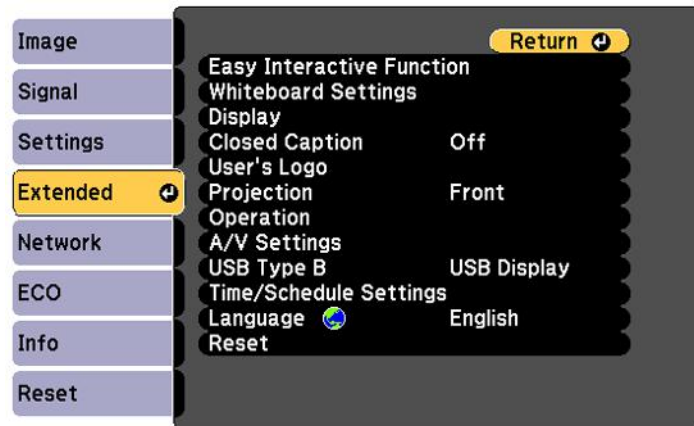 Image
Signal
Settings
Extended
Network
ECO
Info
Reset
Return
Easy Interactive Function
Whiteboard Settings
Display
Closed Caption Off
User's Logo
Projection Front
Operation
A/V Settings
USB Type B USB Display
Time/Schedule Settings
Language English
Reset